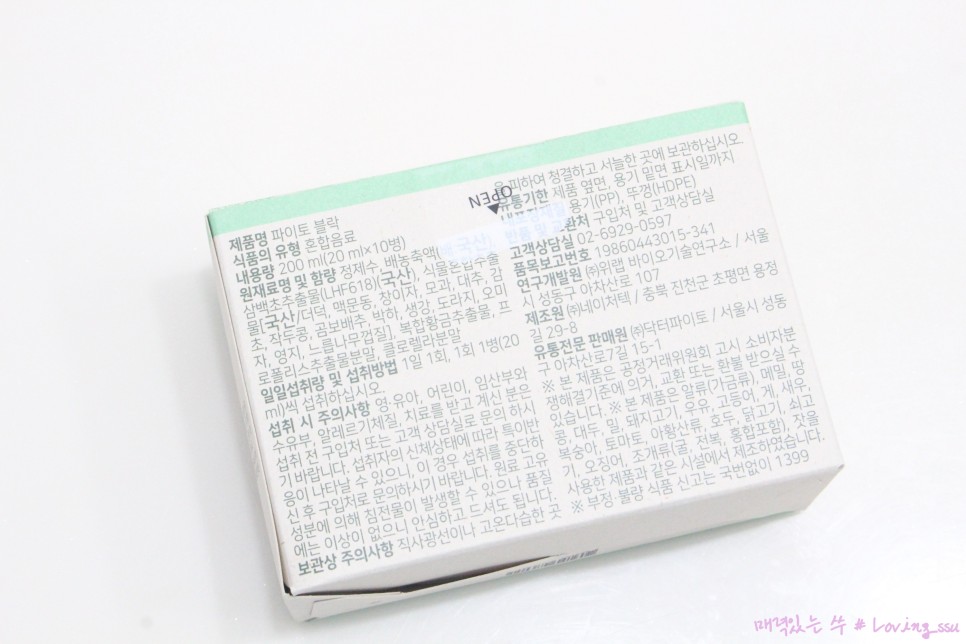 제품명 파이토 블락
식품의 유형 혼합음료
내용량 200 ml(20 ml×10병)
원재료명 및 함량 정제수, 배농축액(국산),
삼백초추출물(LHF618)(국산), 식물혼합추출
물[국산/더덕, 맥문동, 창이자, 모과, 대추, 감
초, 작두콩, 곰보배추, 박하, 생강, 도라지, 오미
자, 영지, 느릅나무껍질], 복합황금추출물, 프
로폴리스추출물분말, 클로렐라분말
일일섭취량 및 섭취방법 1일 1회, 1회 1병(20
ml)씩 섭취하십시오.
섭취 시 주의사항 영·유아, 어린이, 임산부와
수유부, 알레르기체질, 치료를 받고 계신 분은
섭취 전 구입처 또는 고객 상담실로 문의 하시
기 바랍니다. 섭취자의 신체상태에 따라 특이반
응이 나타날 수 있으니 이 경우 섭취를 중단하
신 후 구입처로 문의하시기 바랍니다. 원료 고유
성분에 의해 침전물이 발생할 수 있으나 품질
에는 이상이 없으니 안심하고 드셔도 됩니다.
보관상 주의사항 직사광선이나 고온다습한 곳
OPEN
을 피하여 청결하고 서늘한 곳에 보관하십시오.
유통기한 제품 옆면, 용기 밑면 표시일까지
용기(PP), 뚜껑(HDPE)
구입처 및 고객상담실
고객상담실 02-6929-0597
품목보고번호 19860443015-341
연구개발원 ㈜위랩 바이오기술연구소 / 서울
시 성동구 아차산로 107
제조원 ㈜네이처텍 / 충북 진천군 초평면 용정
길 29-8
유통전문 판매원 ㈜닥터파이토 / 서울시 성동
구 아차산로7길 15-1
※ 본 제품은 공정거래위원회 고시 소비자분
쟁해결기준에 의거, 교환 또는 환불 받으실 수
있습니다. ※ 본 제품은 알류(가금류), 메밀, 땅
콩, 대두, 밀, 돼지고기, 우유, 고등어, 게, 새우,
복숭아, 토마토, 아황산류, 호두, 닭고기, 쇠고
기, 오징어, 조개류(굴, 전복, 홍합포함), 잣을
사용한 제품과 같은 시설에서 제조하였습니다.
※ 부정·불량 식품 신고는 국번없이 1399
매력있는 쑤 # Loving_ssu